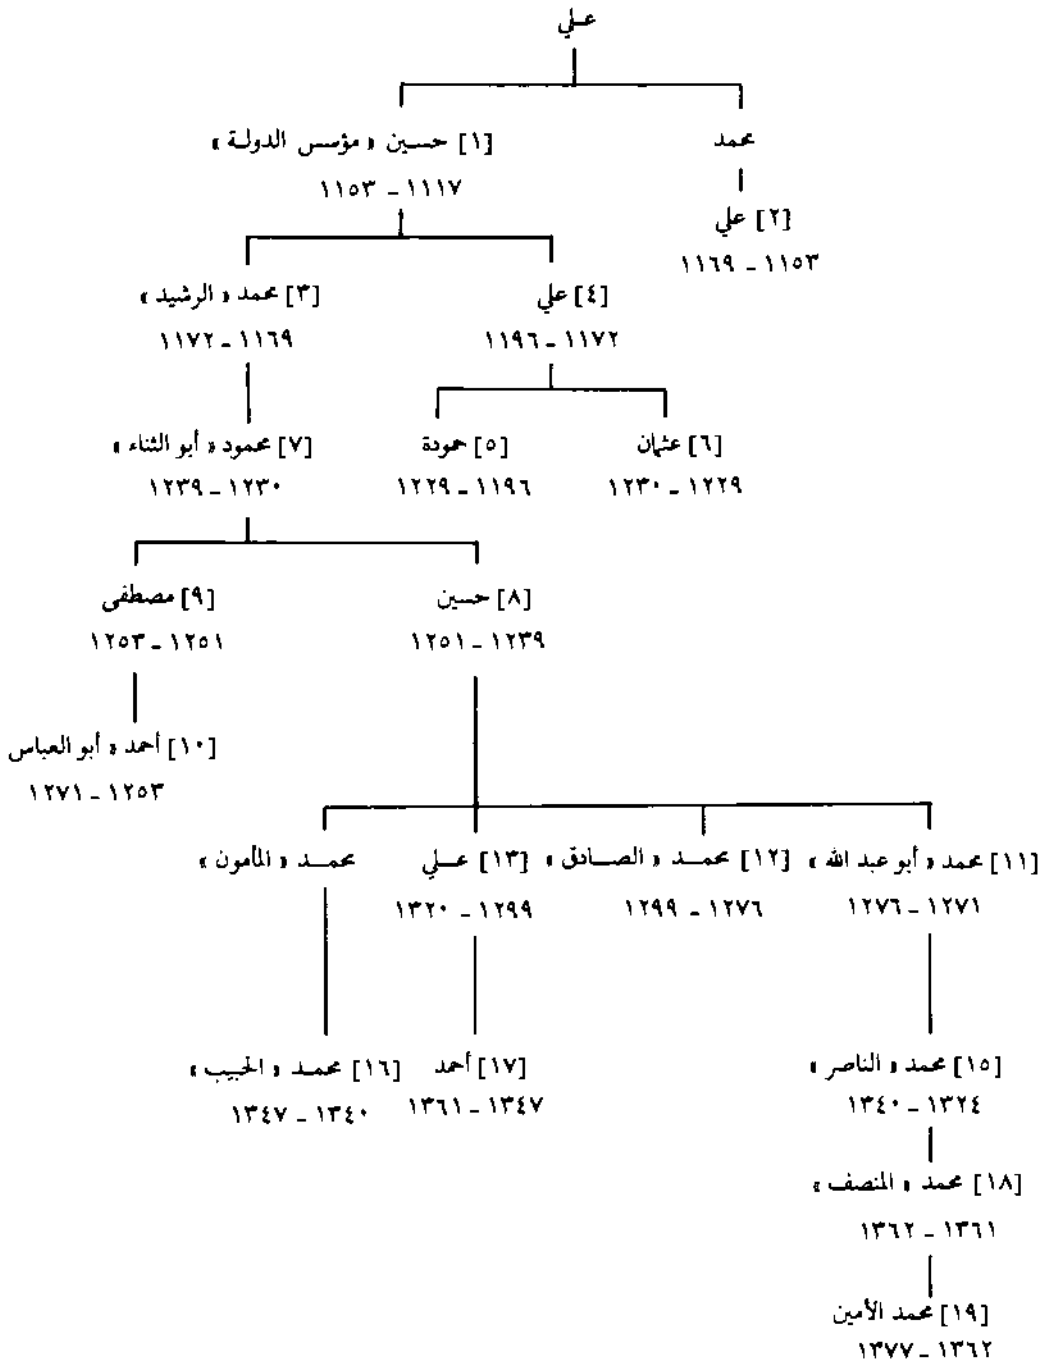 علي
محمد
[١] حسين « مؤسس الدولة »
١١١٧ ـ ١١٥٣
[٢] علي
١١٥٣ ـ ١١٦٩
[٤] علي
١١٧٢ ـ ١١٩٦
[٣] محمد « الرشيد »
١١٦٩ ـ ١١٧٢
[٦] عثمان
١٢٢٩ ـ ١٢٣٠
[٥] حمودة
١١٩٦ ـ ١٢٢٩
[٧] محمود « أبو الثناء »
١٢٣٠ ـ ١٢٣٩
[٨] حسين
١٢٣٩ ـ ١٢٥١
[٩] مصطفى
١٢٥١ ـ ١٢٥٣
[١٠] أحمد « أبو العباس
١٢٥٣ ـ ١٢٧١
[١١] محمد « أبو عبد الله »
١٢٧١ ـ ١٢٧٦
[١٢] محمد « الصادق »
١٢٧٦ ـ ١٢٩٩
[١٣] علي
١٢٩٩ ـ ١٣٢٠
محمد « المأمون »
[١٥] محمد « الناصر »
١٣٢٤ ـ ١٣٤٠
[١٧] أحمد
١٣٤٧ ـ ١٣٦١
[١٦] محمد « الحبيب »
١٣٤٠ ـ ١٣٤٧
[١٨] محمد « المنصف »
١٣٦١ ـ ١٣٦٢
[١٩] محمد الأمين
١٣٦٢ ـ ١٣٧٧